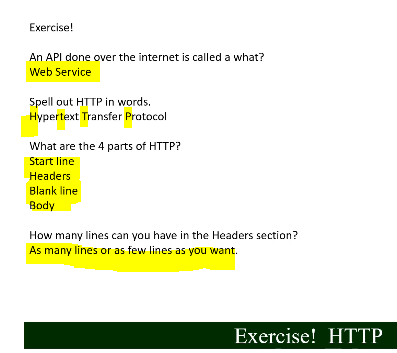 Exercise!
An API done over the internet is called a what?
Web Service
Spell out HTTP in words.
Hypertext Transfer Protocol
What are the 4 parts of HTTP?
Start line
Headers
Blank line
Body
How many lines can you have in the Headers section?
As many lines or as few lines as you want.
Exercise! HTTP